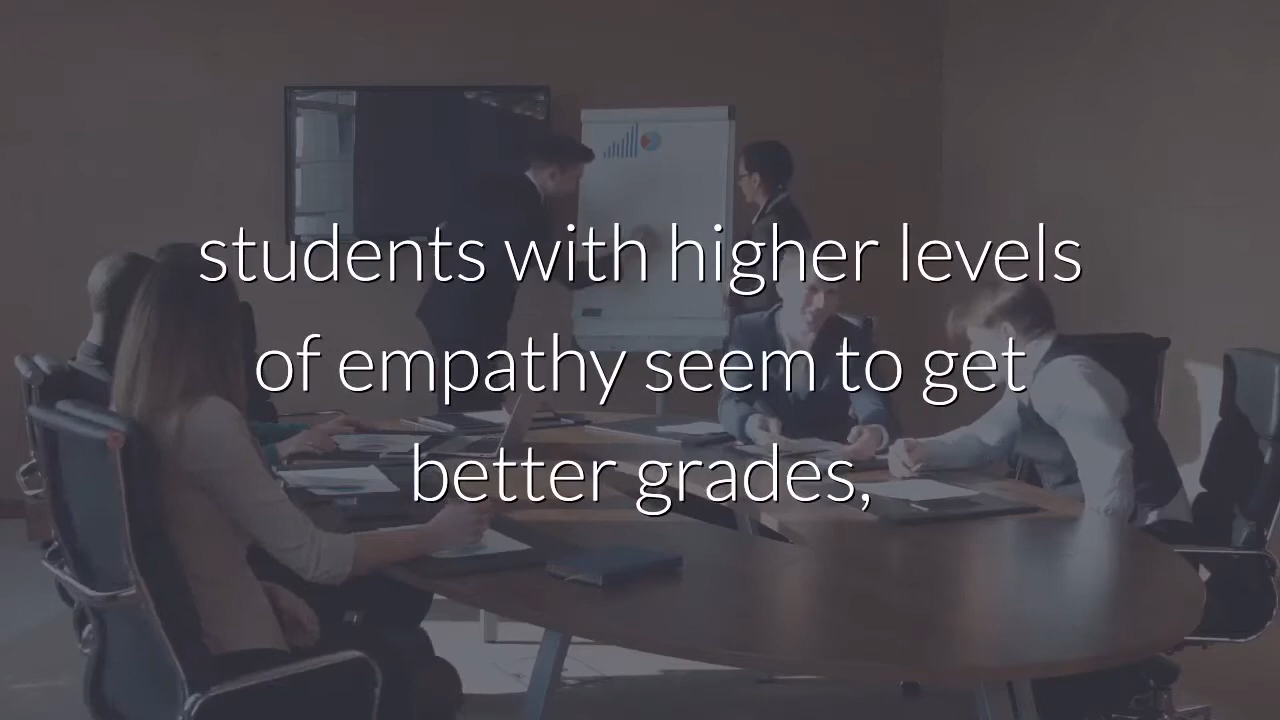 students with higher levels
of empathy seem to get
better grades,